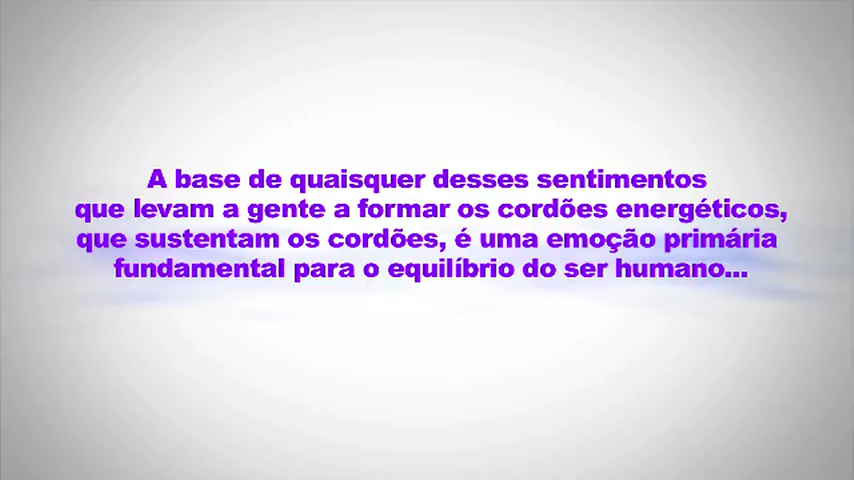 A base de quaisquer desses sentimentos
que levam a gente a formar os cordões energéticos,
que sustentam os cordões, é uma emoção primária
fundamental para o equilíbrio do ser humano...